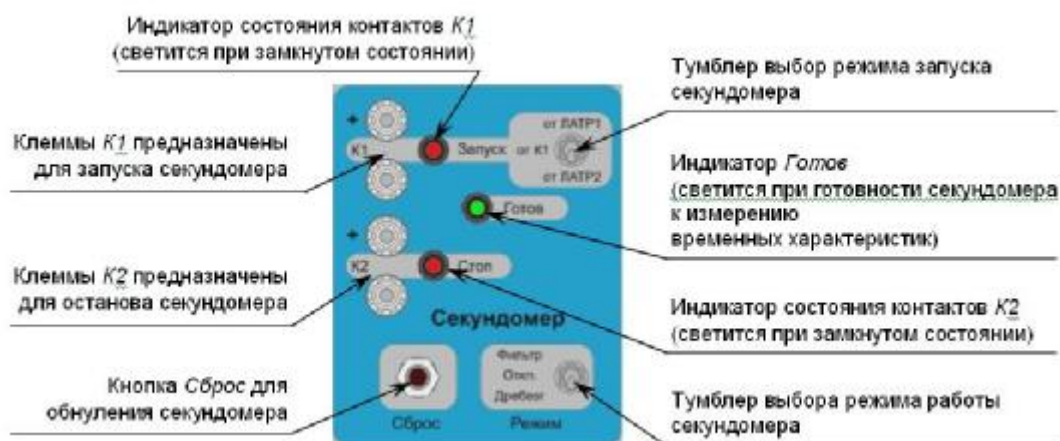 Индикатор состояния контактов К1
(светится при замкнутом состоянии)
Клеммы К1 предназначены
для запуска секундомера
Клеммы К2 предназначены
для останова секундомера
Кнопка Сброс для
обнуления секундомера
+
К1
Запуск
от ЛАТР1
от К1
от ЛАТР2
Готов
+
К2
Стоп
Секундомер
Сброс
Фильтр
Откл.
Дребезг
Режим
Тумблер выбор режима запуска
секундомера
Индикатор Готов
(светится при готовности секундомера
к измерению
временных характеристик)
Индикатор состояния контактов К2
(светится при замкнутом состоянии)
Тумблер выбора режима работы
секундомера